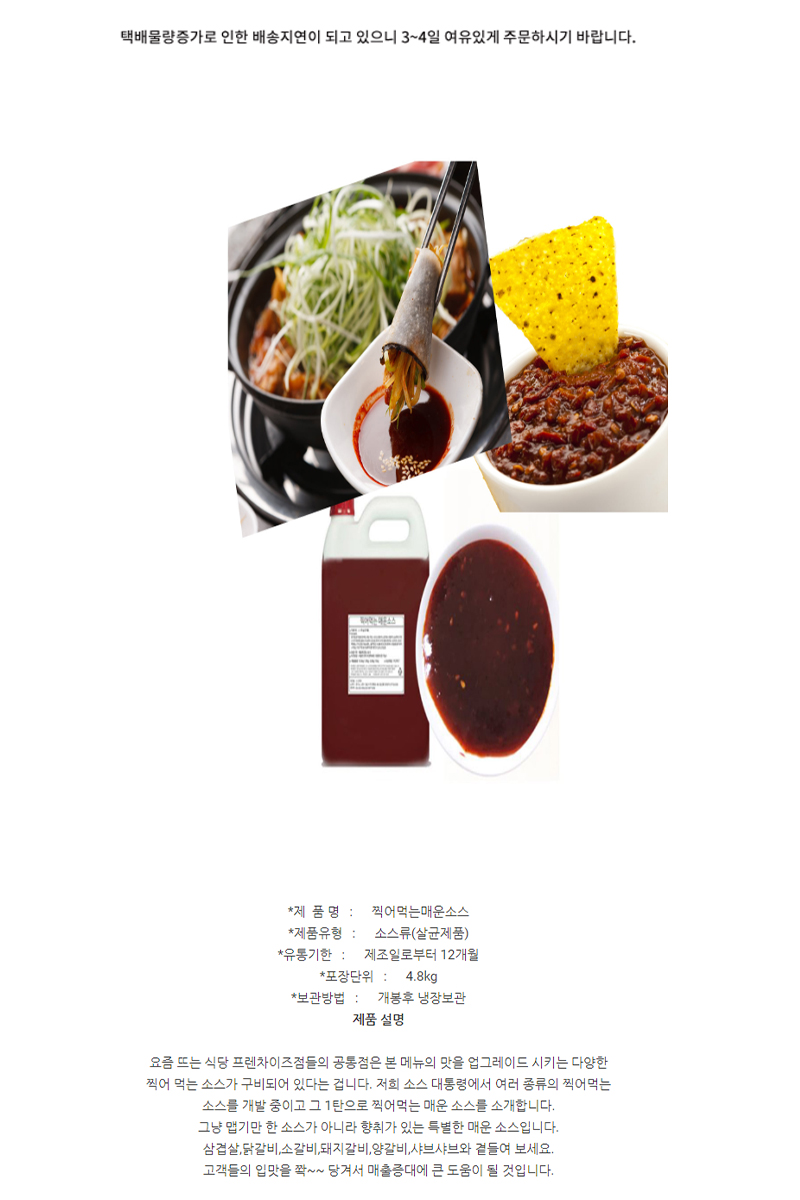 택배물량증가로 인한 배송지연이 되고 있으니 3~4일 여유있게 주문하시기 바랍니다.
찍어먹는 매운소스
*제 품 명 : 찍어먹는매운소스
*제품유형 : 소스류(살균제품)
*유통기한 : 제조일로부터 12개월
*포장단위 : 4.8kg
*보관방법 : 개봉후 냉장보관
제품 설명
요즘 뜨는 식당 프렌차이즈점들의 공통점은 본 메뉴의 맛을 업그레이드 시키는 다양한
찍어 먹는 소스가 구비되어 있다는 겁니다. 저희 소스 대통령에서 여러 종류의 찍어먹는
소스를 개발 중이고 그 1탄으로 찍어먹는 매운 소스를 소개합니다.
그냥 맵기만 한 소스가 아니라 향취가 있는 특별한 매운 소스입니다.
삼겹살,닭갈비,소갈비,돼지갈비,양갈비,샤브샤브와 곁들여 보세요.
고객들의 입맛을 쫙~~ 당겨서 매출증대에 큰 도움이 될 것입니다.